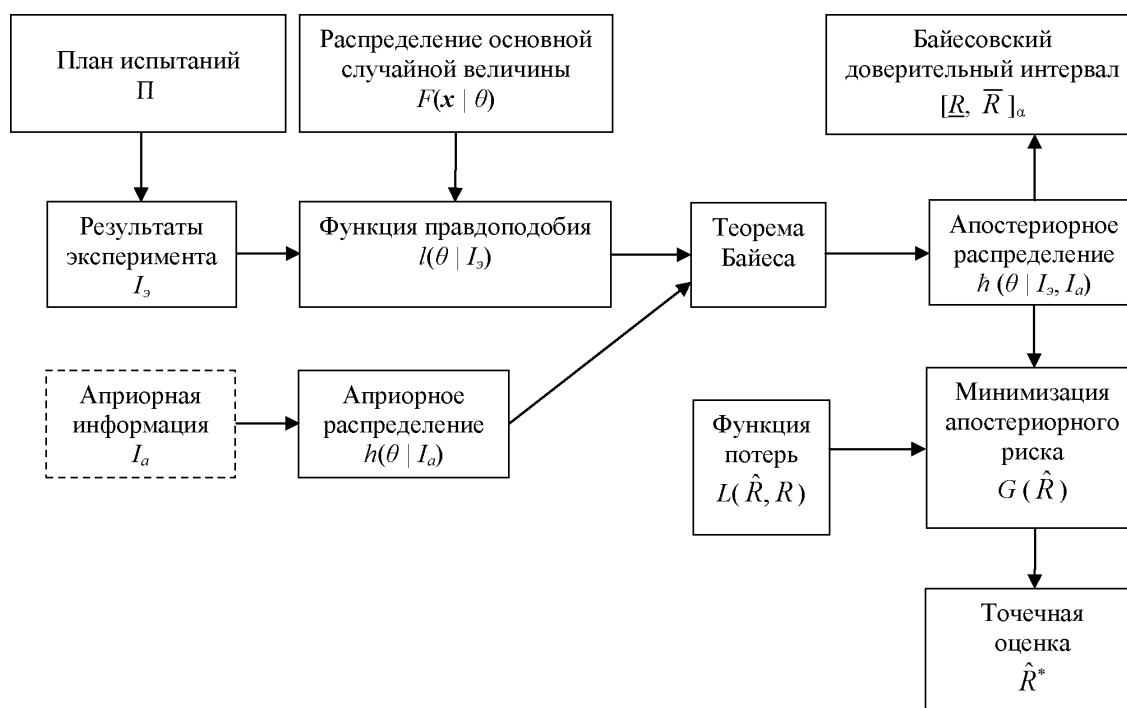 План испытаний
П
Распределение основной
случайной величины
F(x | θ)
Байесовский
доверительный интервал
[R̲, R̅ ]α
Результаты
эксперимента
Iэ
Функция правдоподобия
l(θ | Iэ)
Теорема
Байеса
Апостериорное
распределение
ħ (θ | Iэ, Iа)
Априорная
информация
Iа
Априорное
распределение
h(θ | Iа)
Функция
потерь
L( R̂, R)
Минимизация
апостериорного
риска
G ( R̂ )
Точечная
оценка
R̂*